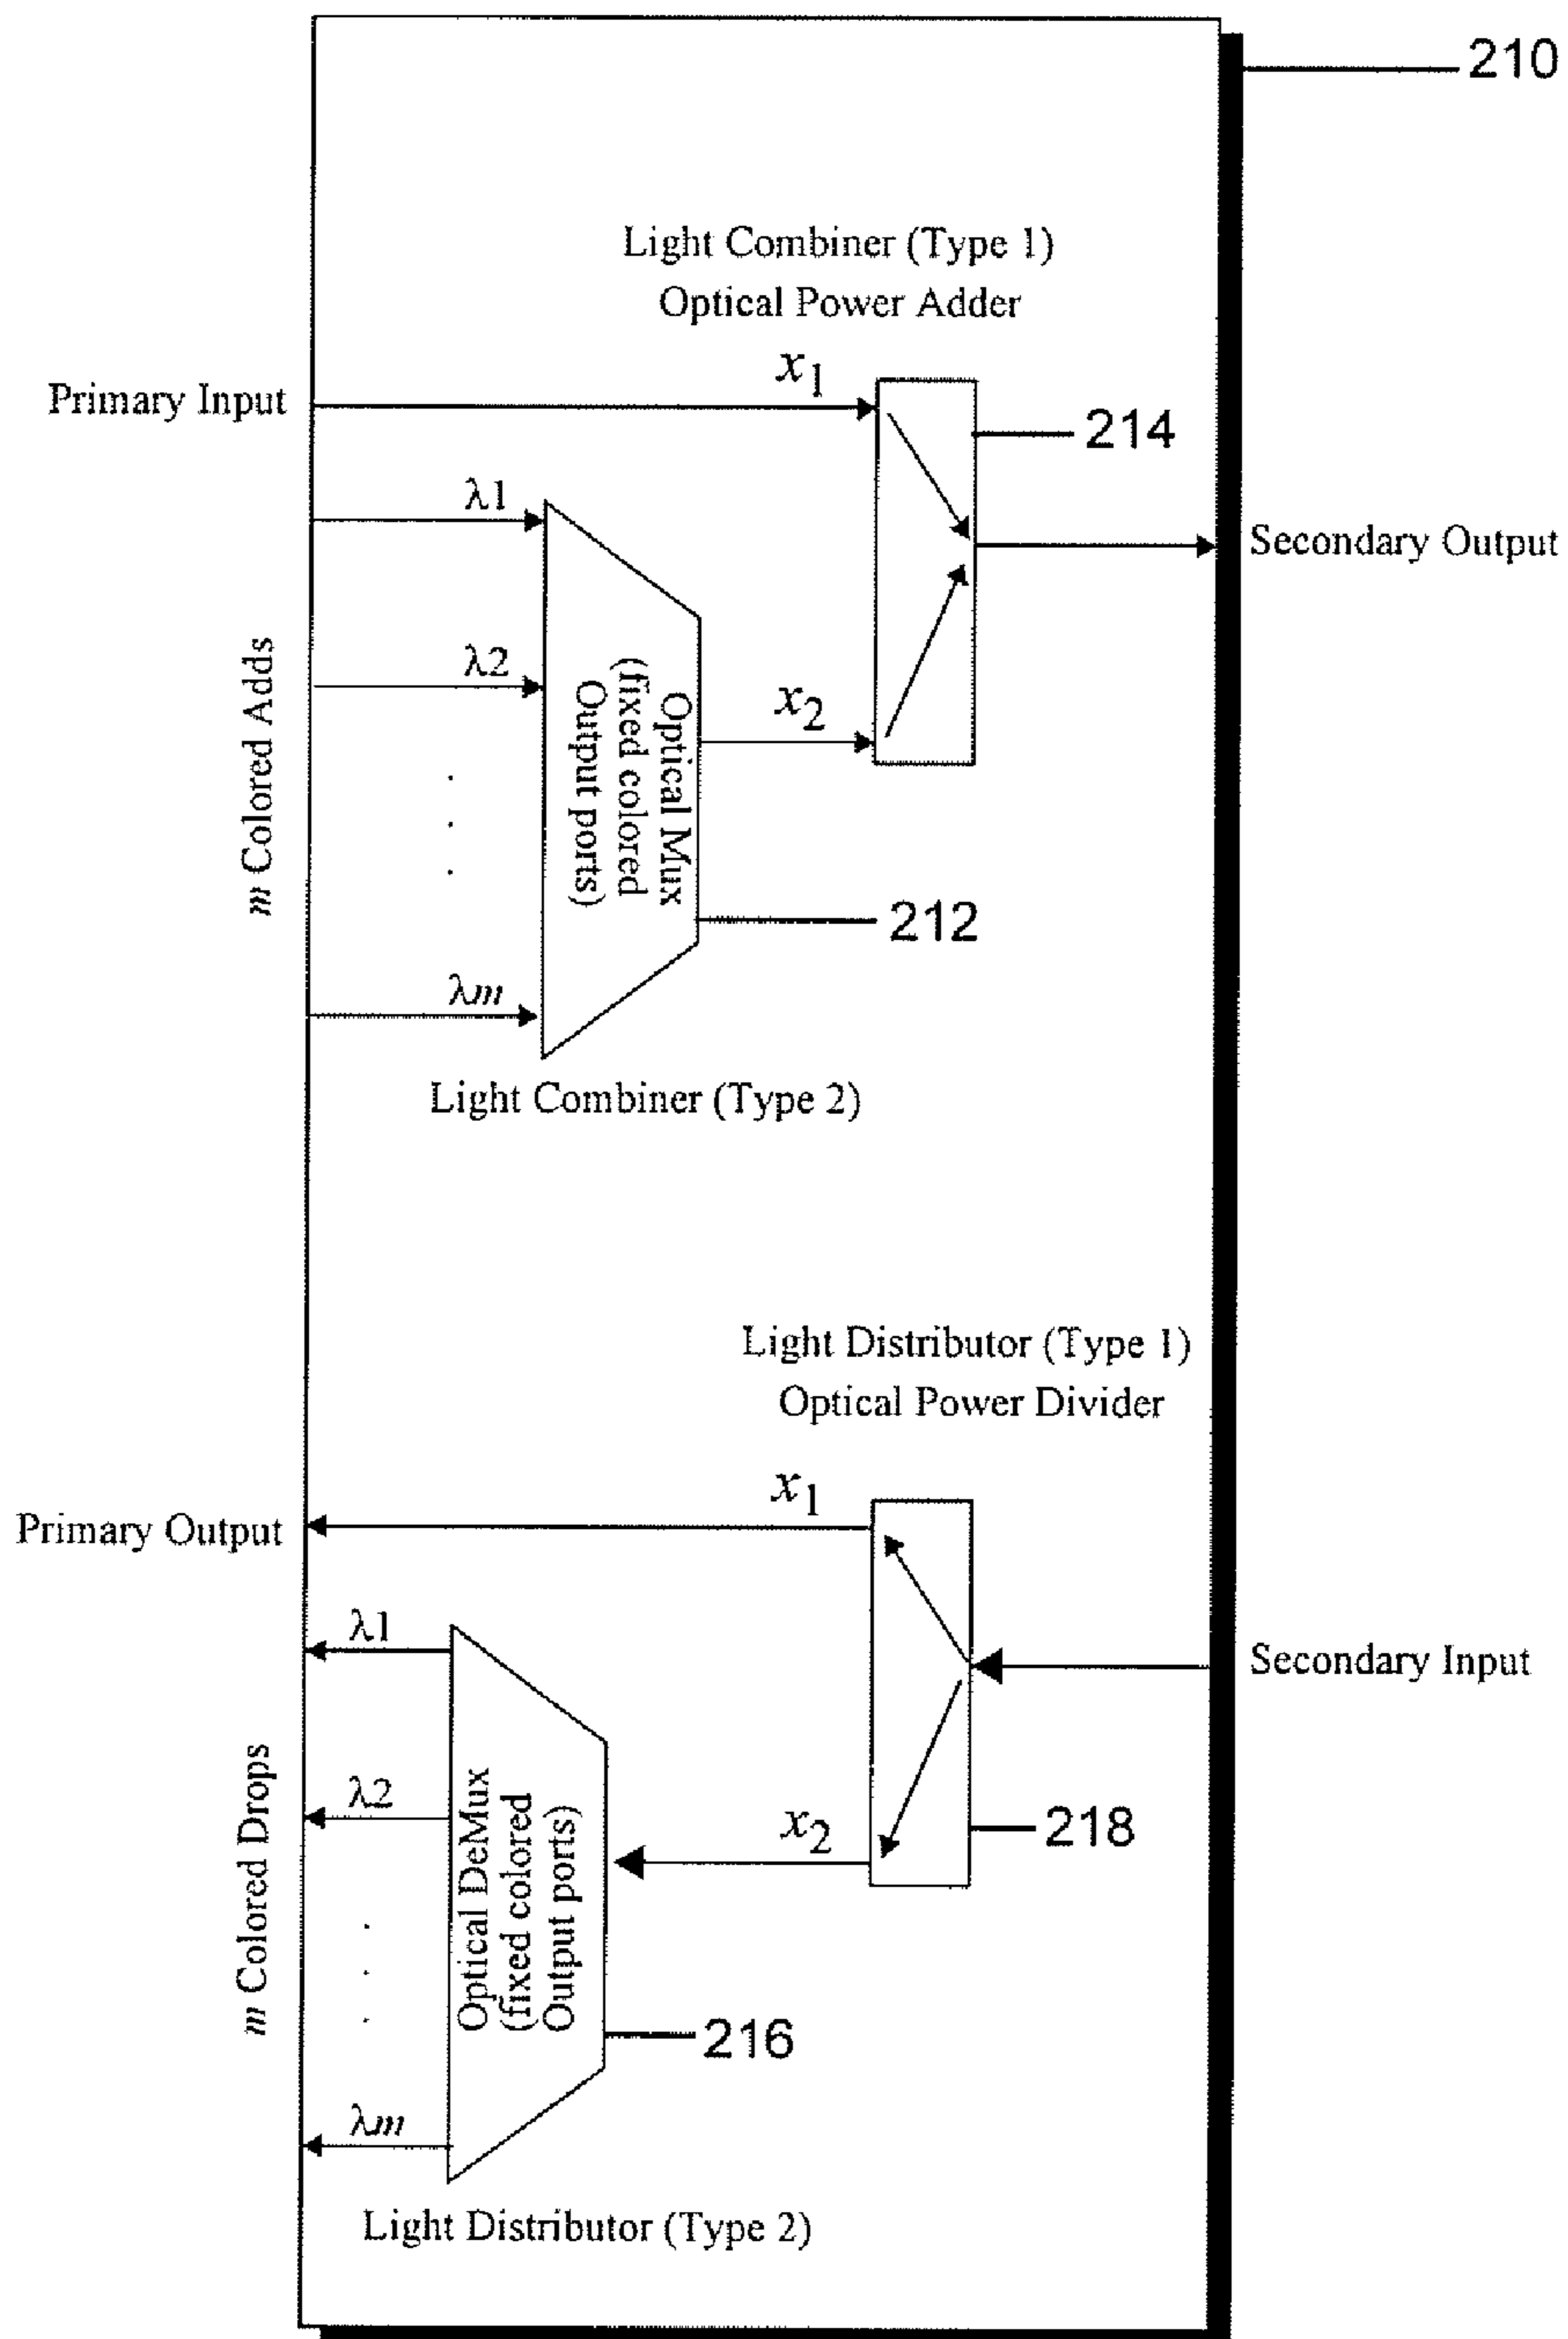 210
Light Combiner (Type 1)
Optical Power Adder
Primary Input
x1
214
λ1
Secondary Output
λ2
m Colored Adds
Optical Mux
(fixed colored
Output ports)
x2
212
λm
Light Combiner (Type 2)
Light Distributor (Type 1)
Optical Power Divider
Primary Output
x1
λ1
Secondary Input
λ2
m Colored Drops
Optical DeMux
(fixed colored
Output ports)
x2
218
216
λm
Light Distributor (Type 2)